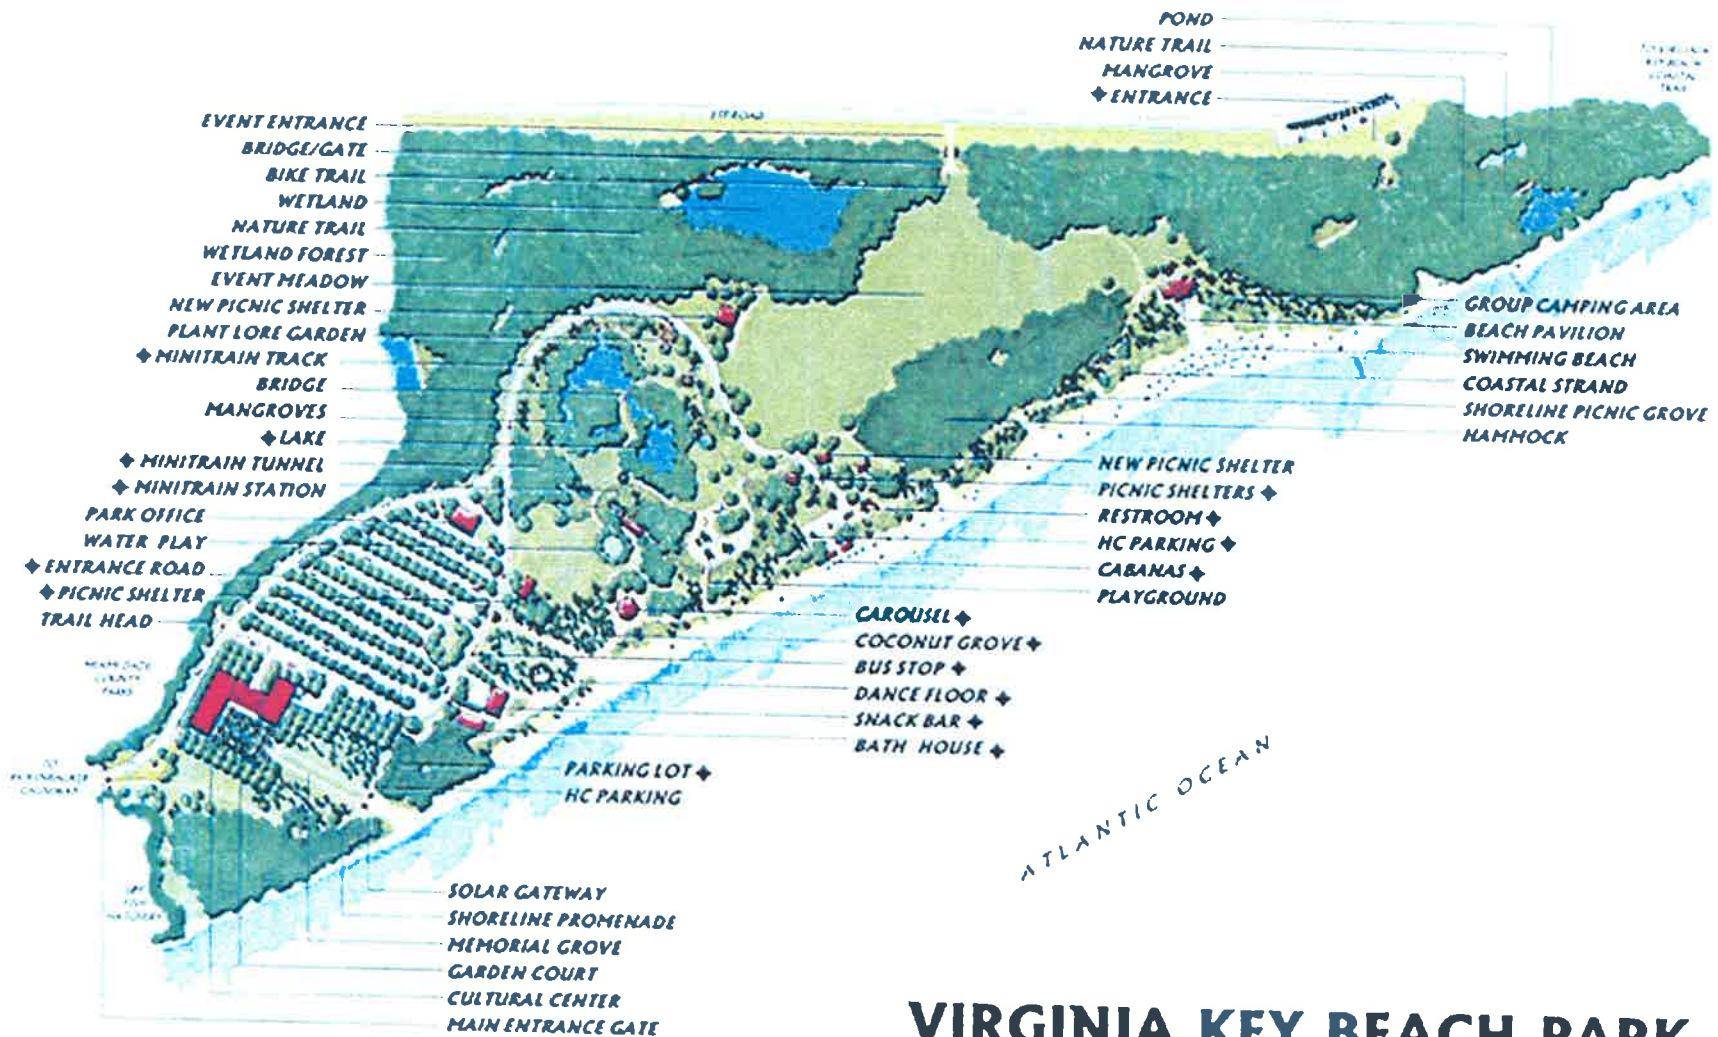 POND
NATURE TRAIL
MANGROVE
✦ ENTRANCE
EVENT ENTRANCE
BRIDGE/GATE
BIKE TRAIL
WETLAND
NATURE TRAIL
WETLAND FOREST
EVENT MEADOW
NEW PICNIC SHELTER
PLANT LORE GARDEN
✦ MINITRAIN TRACK
BRIDGE
MANGROVES
✦ LAKE
✦ MINITRAIN TUNNEL
✦ MINITRAIN STATION
PARK OFFICE
WATER PLAY
✦ ENTRANCE ROAD
✦ PICNIC SHELTER
TRAIL HEAD
GROUP CAMPING AREA
BEACH PAVILION
SWIMMING BEACH
COASTAL STRAND
SHORELINE PICNIC GROVE
HAMMOCK
NEW PICNIC SHELTER
PICNIC SHELTERS ✦
RESTROOM ✦
HC PARKING ✦
CABANAS ✦
PLAYGROUND
CAROUSEL ✦
COCONUT GROVE ✦
BUS STOP ✦
DANCE FLOOR ✦
SNACK BAR ✦
BATH HOUSE ✦
PARKING LOT ✦
HC PARKING
MIAMI-DADE
COUNTY
ATLANTIC OCEAN
SOLAR GATEWAY
SHORELINE PROMENADE
MEMORIAL GROVE
GARDEN COURT
CULTURAL CENTER
MAIN ENTRANCE GATE
VIRGINIA KEY BEACH PARK